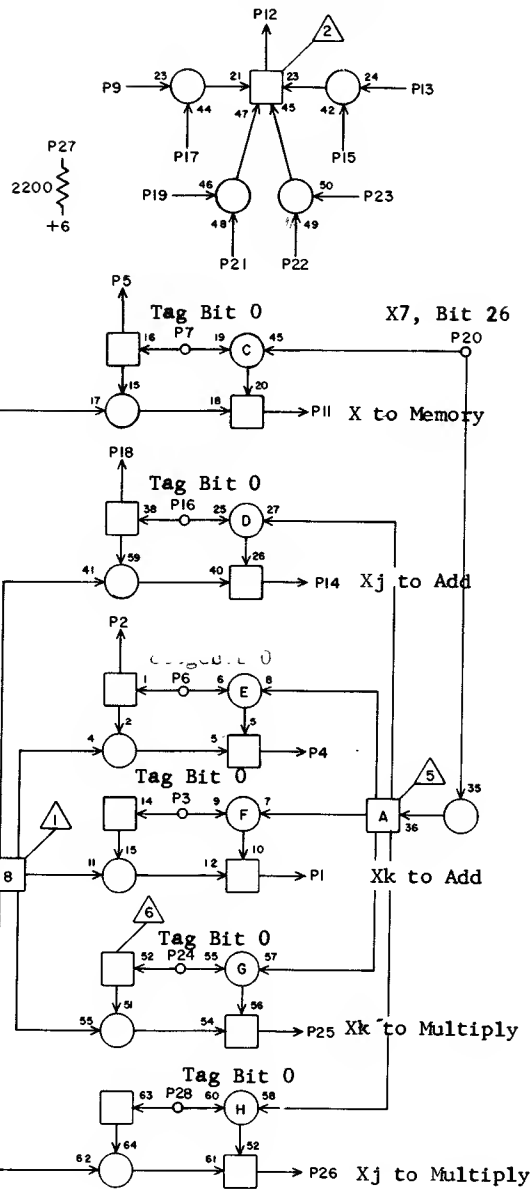 P12
2
23 21 23 24
P9 P13
44 47 45 42
P27 P17 P15
2200 46 50
P19 P23
+6 48 49
P21 P22
P5
Tag Bit 0 X7, Bit 26
P7 P20
16 19 C 45
15 20
17 18 P11 X to Memory
P18
Tag Bit 0
P16
38 25 D 27
59 26
41 40 P14 Xj to Add
P2
Bit 0
P6
1 6 E 8
2 5
4 5 P4
Tag Bit 0
P3 5 35
14 9 F 7 A 36
1 15 10
8 11 12 P1 Xk to Add
6
Tag Bit 0
P24
52 55 G 57
51 56
55 54 P25 Xk to Multiply
Tag Bit 0
P28
63 60 H 58
64 52
62 61 P26 Xj to Multiply